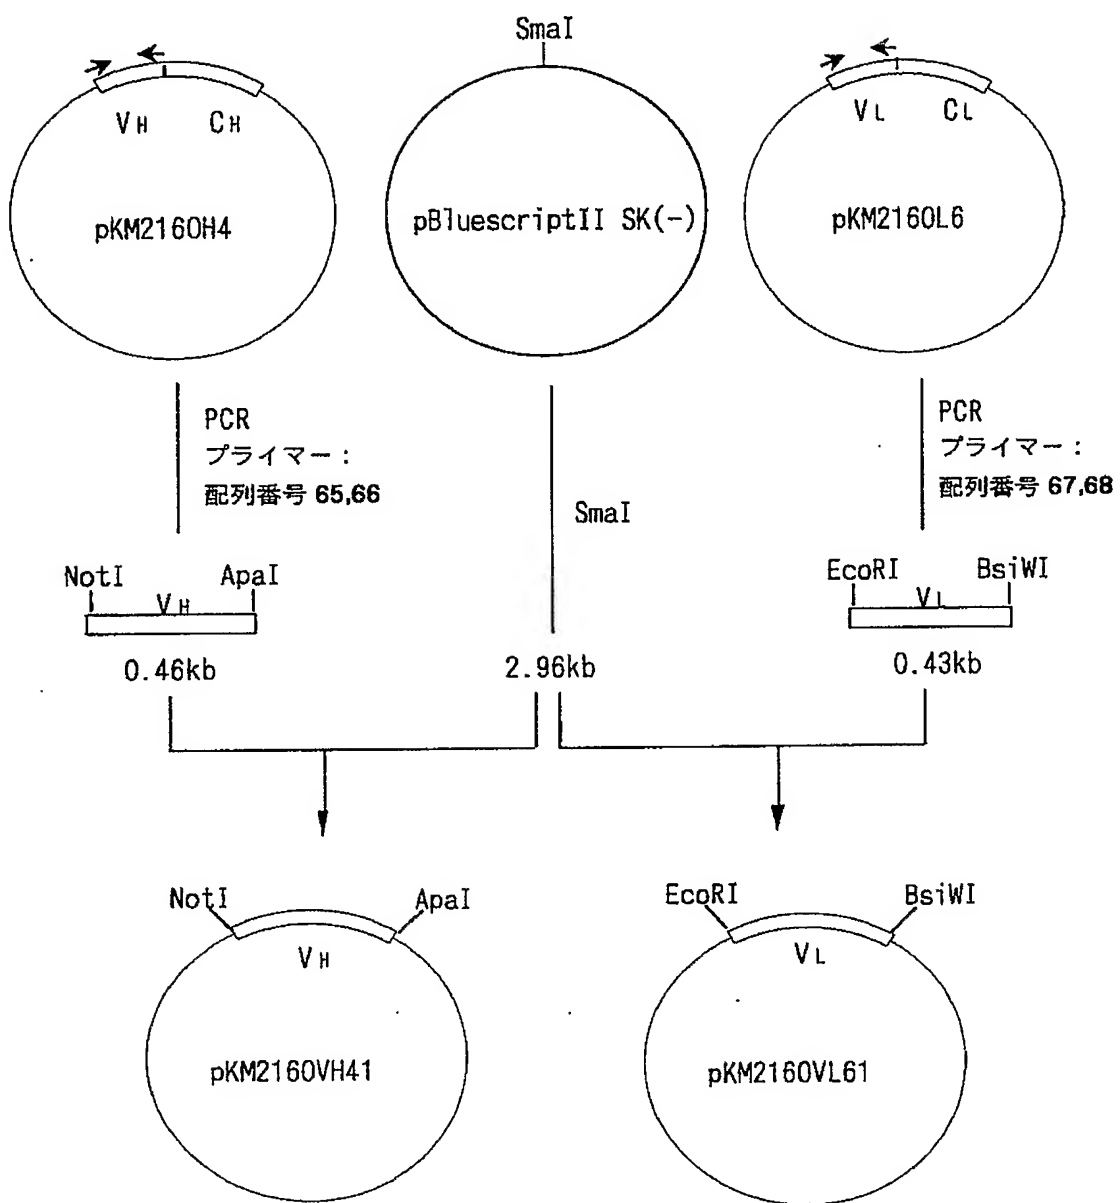 SmaI
VH CH
VL CL
pKM2160H4
pBluescriptII SK(-)
pKM2160L6
PCR
プライマー:
配列番号 65,66
SmaI
PCR
プライマー:
配列番号 67,68
NotI ApaI
VH
0.46kb
2.96kb
EcoRI BsiWI
VL
0.43kb
NotI ApaI
VH
pKM2160VH41
EcoRI BsiWI
VL
pKM2160VL61